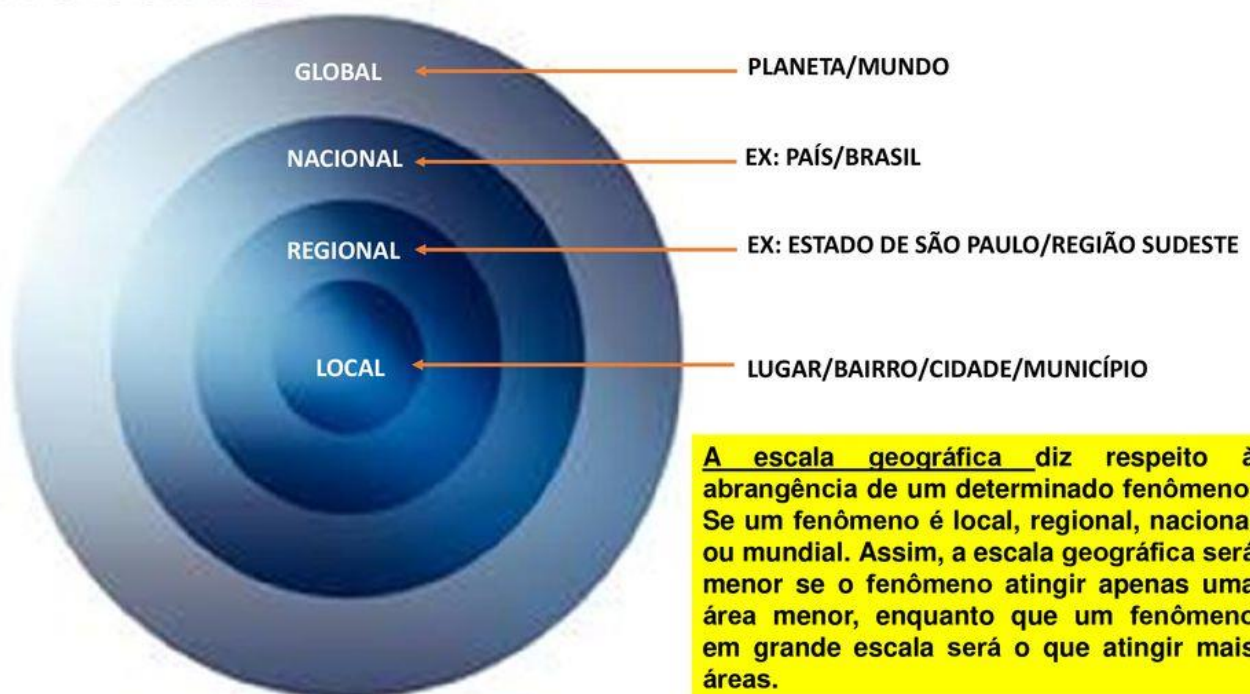 GLOBAL
PLANETA/MUNDO
NACIONAL
EX: PAÍS/BRASIL
REGIONAL
EX: ESTADO DE SÃO PAULO/REGIÃO SUDESTE
LOCAL
LUGAR/BAIRRO/CIDADE/MUNICÍPIO
A escala geográfica diz respeito à
abrangência de um determinado fenômeno
Se um fenômeno é local, regional, naciona
ou mundial. Assim, a escala geográfica será
menor se o fenômeno atingir apenas uma
área menor, enquanto que um fenômeno
em grande escala será o que atingir mais
áreas.